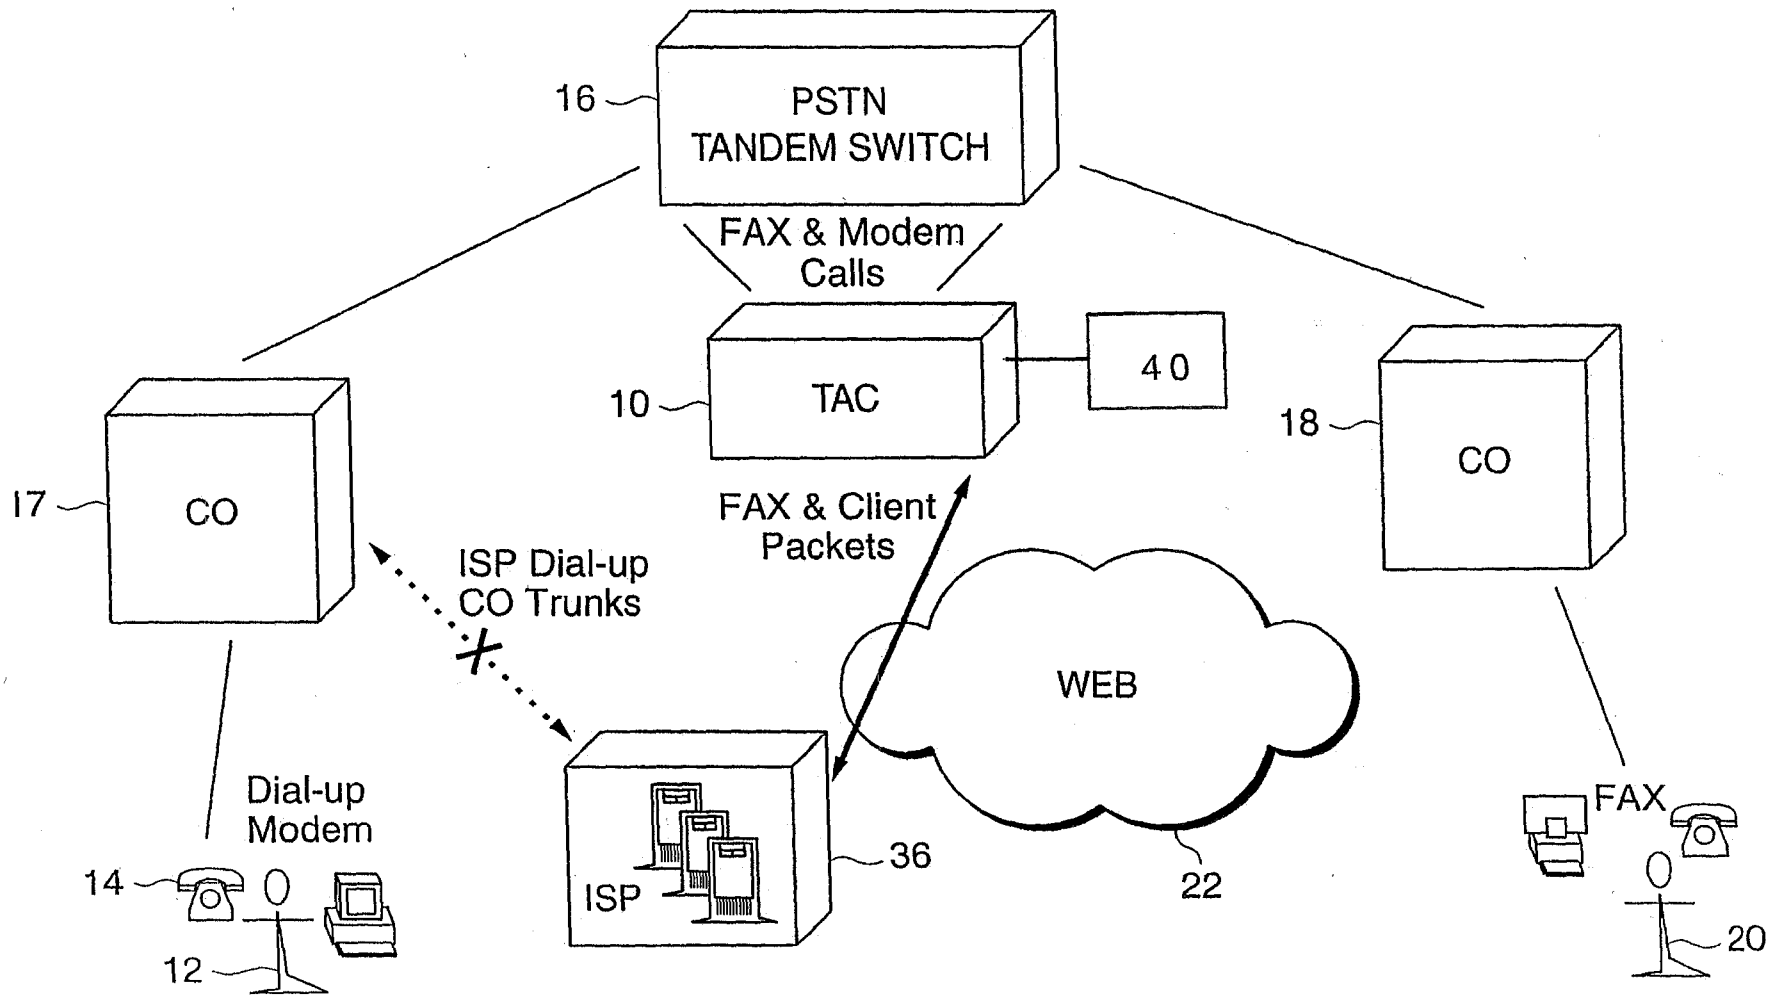 16
PSTN
TANDEM SWITCH
FAX & Modem
Calls
10
TAC
40
17
CO
18
CO
FAX & Client
Packets
ISP Dial-up
CO Trunks
WEB
Dial-up
Modem
FAX
14
ISP
36
22
12
20